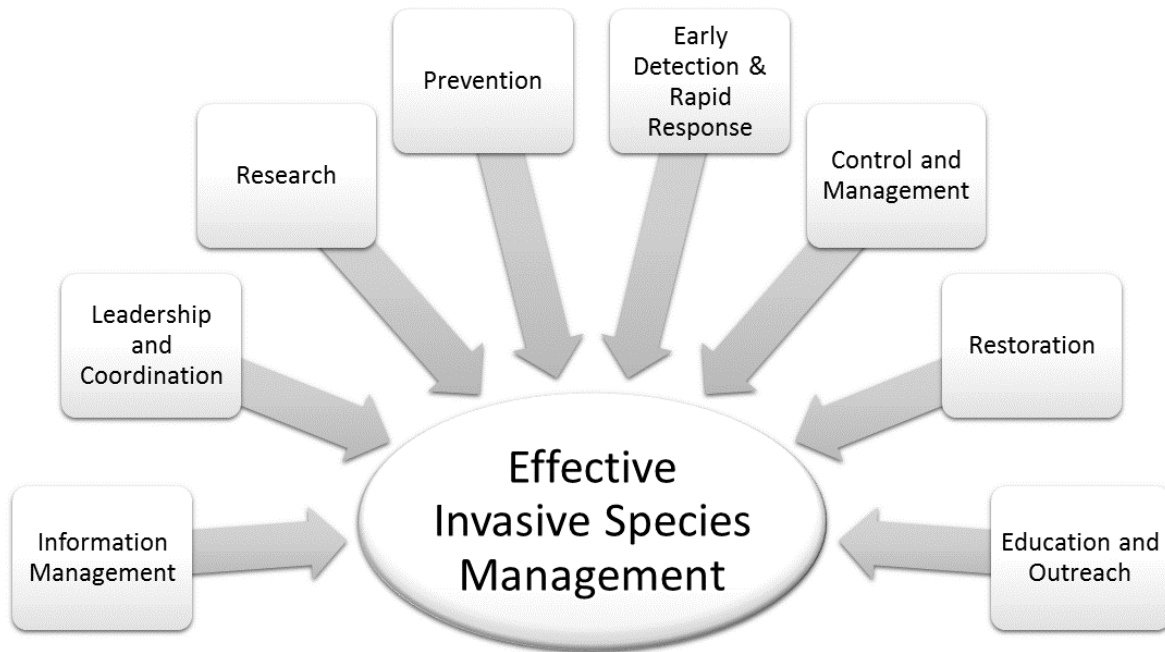 Early
Detection &
Rapid
Response
Prevention
Control and
Management
Research
Leadership
and
Coordination
Restoration
Effective
Invasive Species
Management
Information
Management
Education and
Outreach